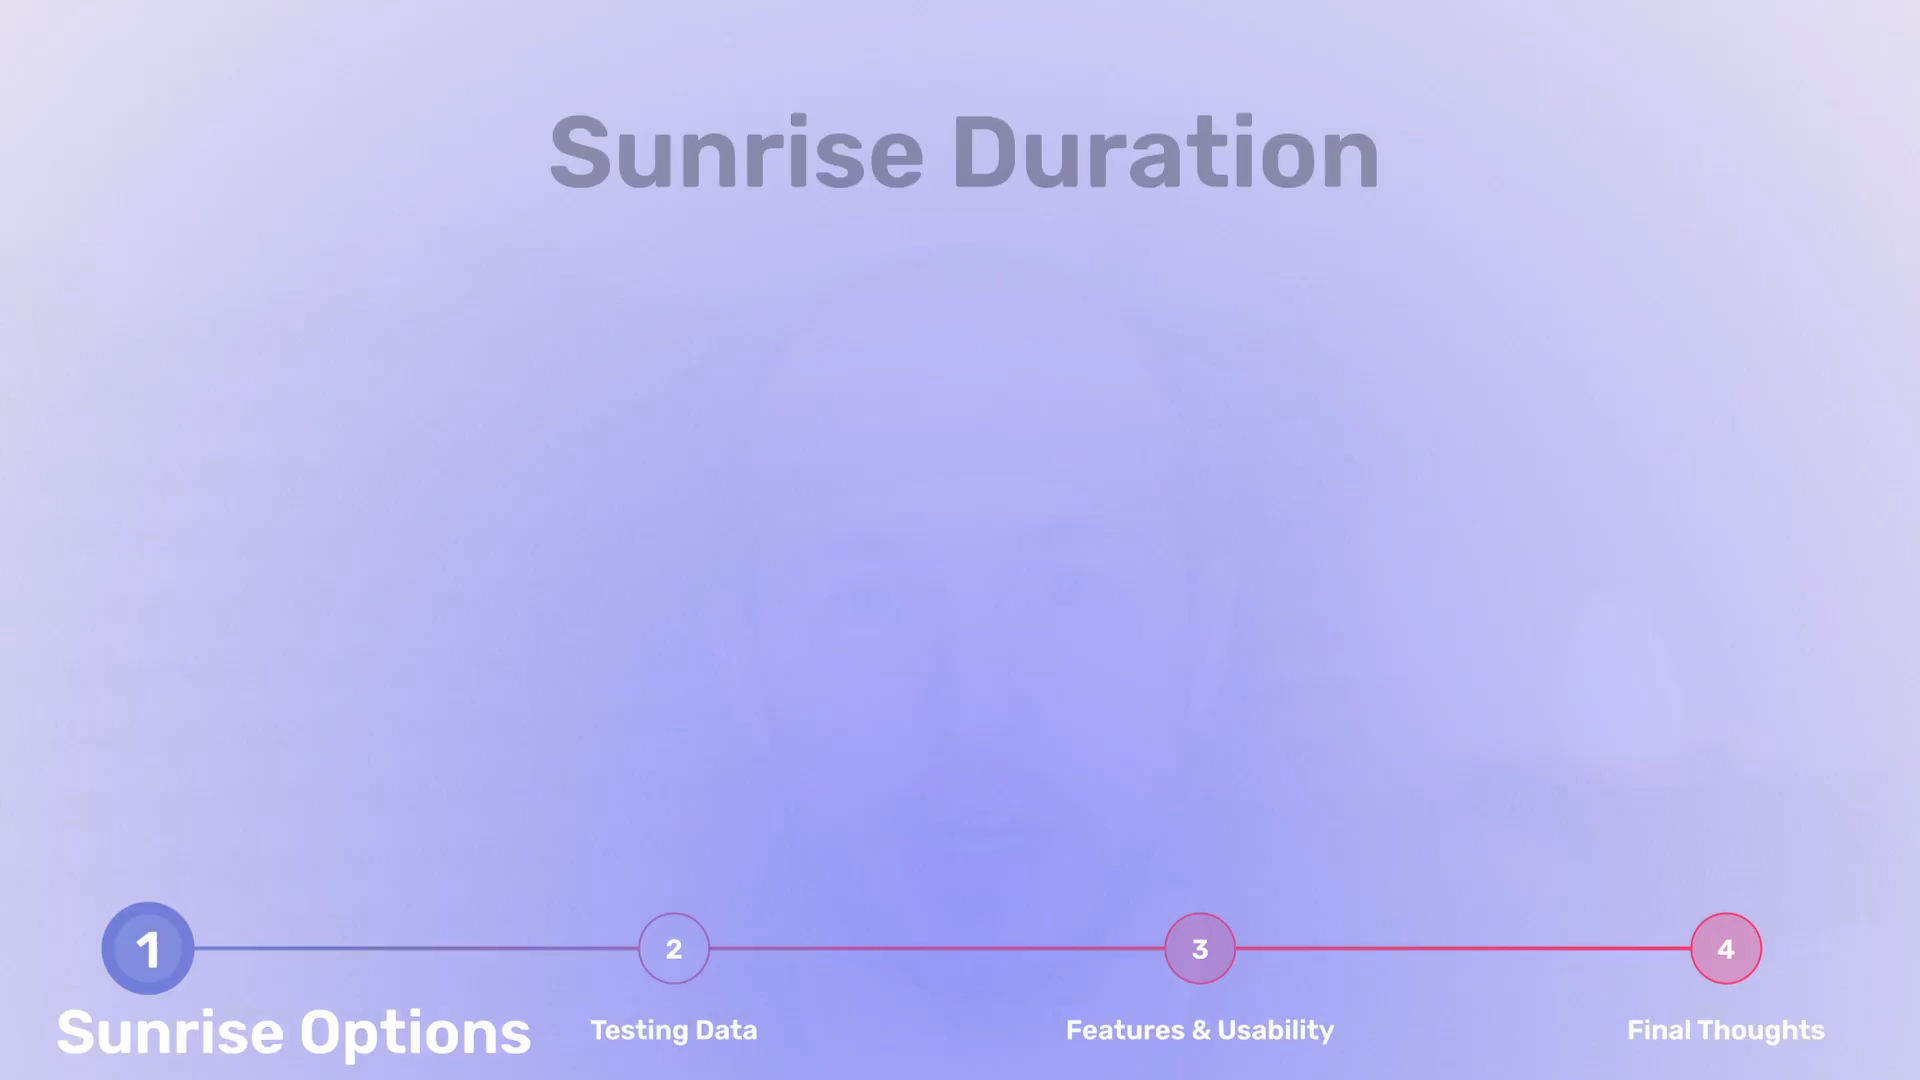 Sunrise Duration
1
2
3
4
Sunrise Options
Testing Data
Features & Usability
Final Thoughts